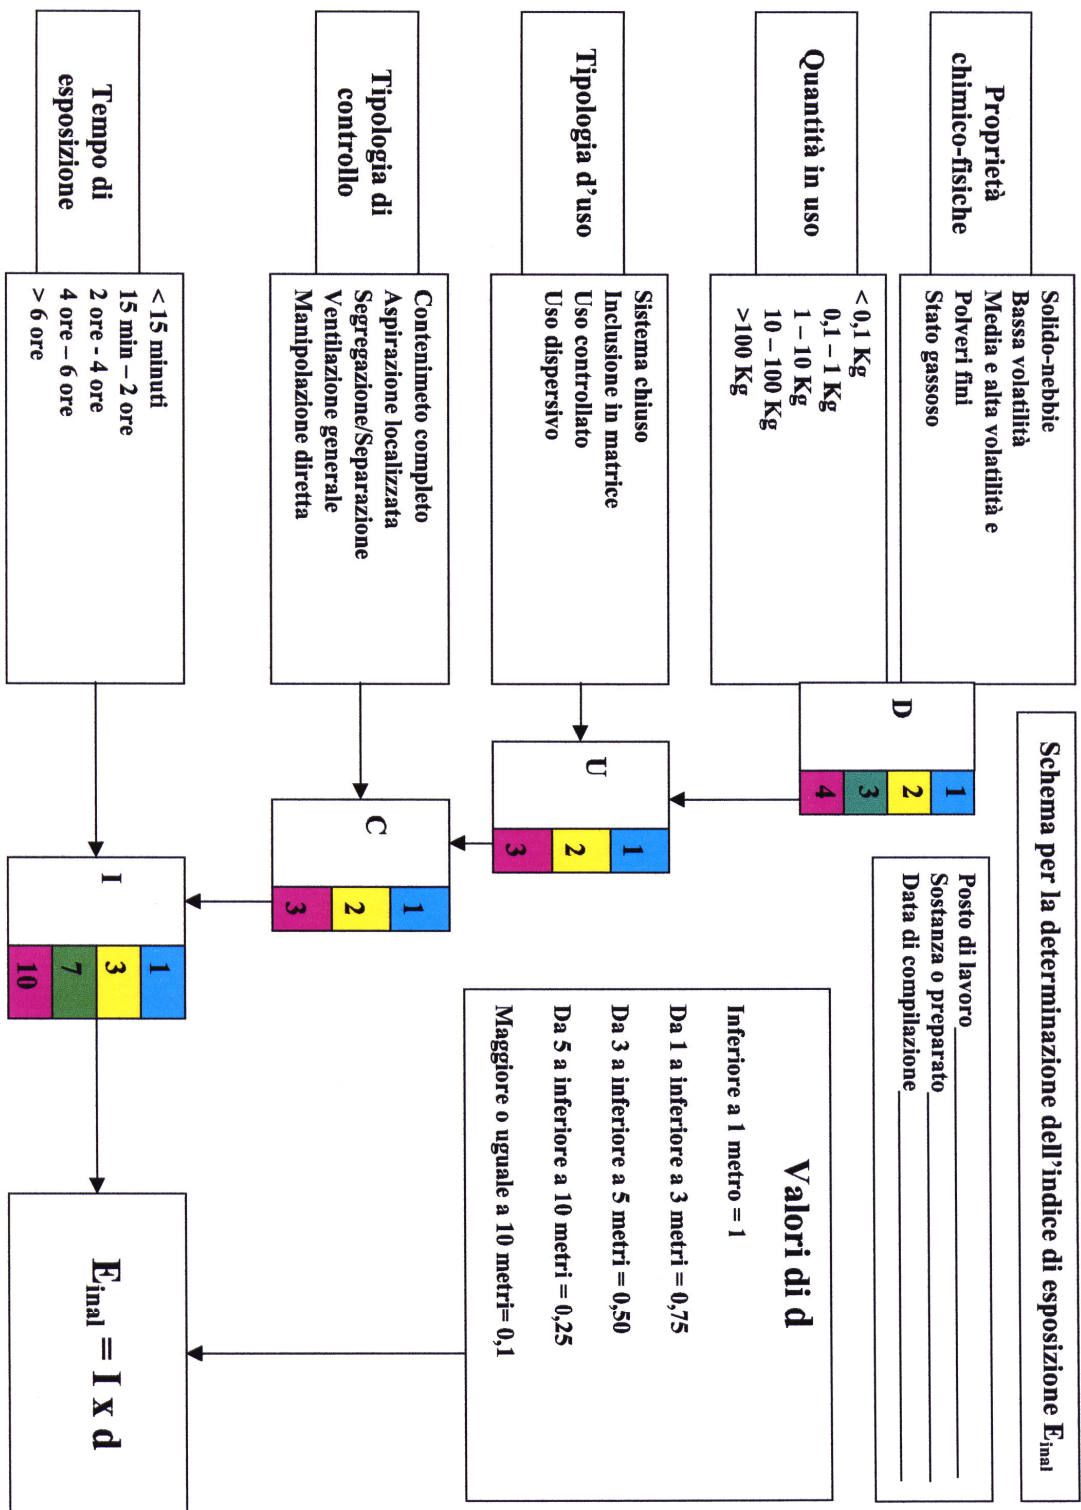 Schema per la determinazione dell'indice di esposizione Einal
Posto di lavoro
Sostanza o preparato
Data di compilazione
Proprietà
chimico-fisiche
Solido-nebbie
Bassa volatilità
Media e alta volatilità e
Polveri fini
Stato gassoso
Quantità in uso
< 0,1 Kg
0,1 – 1 Kg
1 – 10 Kg
10 – 100 Kg
>100 Kg
D
1
2
3
4
Tipologia d'uso
Sistema chiuso
Inclusione in matrice
Uso controllato
Uso dispersivo
U
1
2
3
Tipologia di
controllo
Contenimeto completo
Aspirazione localizzata
Segregazione/Separazione
Ventilazione generale
Manipolazione diretta
C
1
2
3
Tempo di
esposizione
< 15 minuti
15 min – 2 ore
2 ore - 4 ore
4 ore – 6 ore
> 6 ore
I
1
3
7
10
Valori di d
Inferiore a 1 metro = 1
Da 1 a inferiore a 3 metri = 0,75
Da 3 a inferiore a 5 metri = 0,50
Da 5 a inferiore a 10 metri = 0,25
Maggiore o uguale a 10 metri= 0,1
Einal = I x d